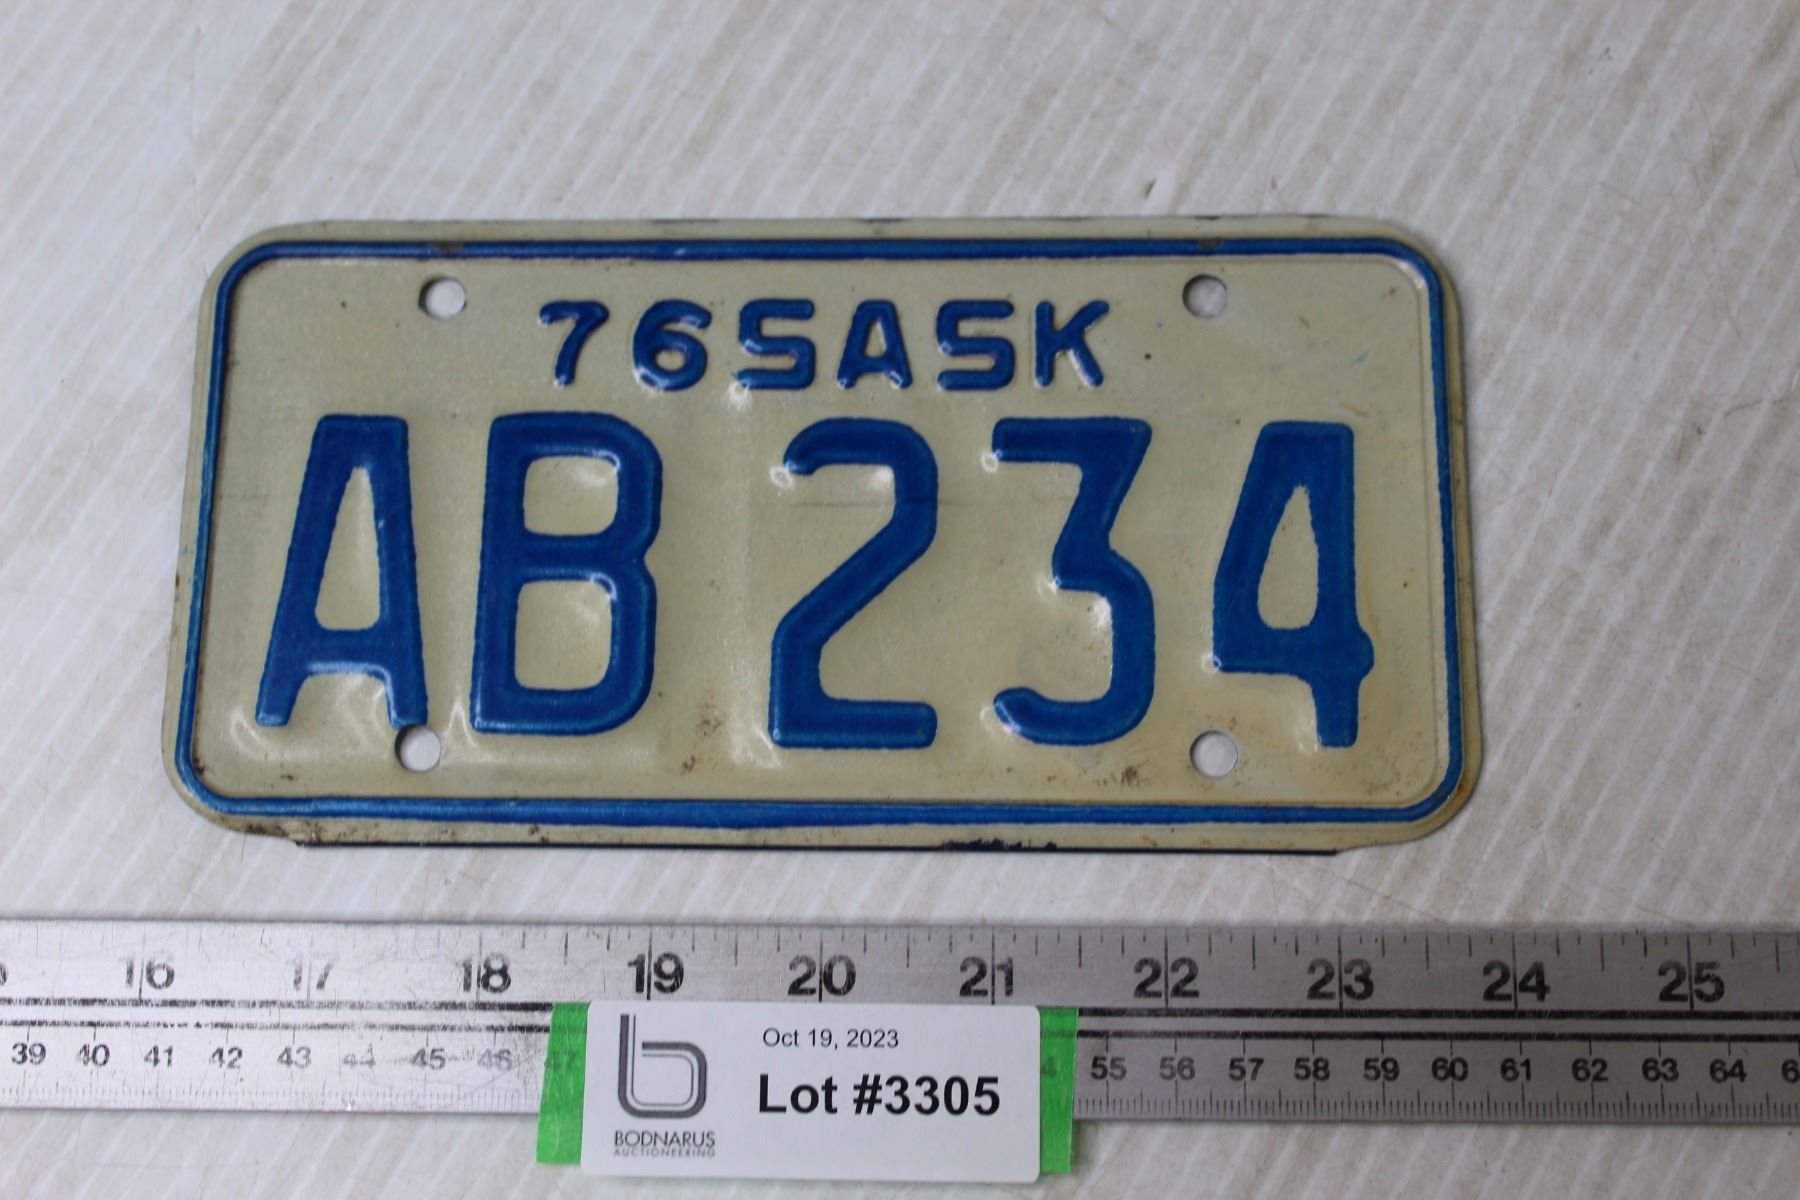 76SASK
AB 234
16 17 18 19 20 21 22 23 24 25
39 40 41 42 43 44 45 46 47
55 56 57 58 59 60 61 62 63 64
Oct 19, 2023
Lot #3305
BODNARUS
AUCTIONEERING